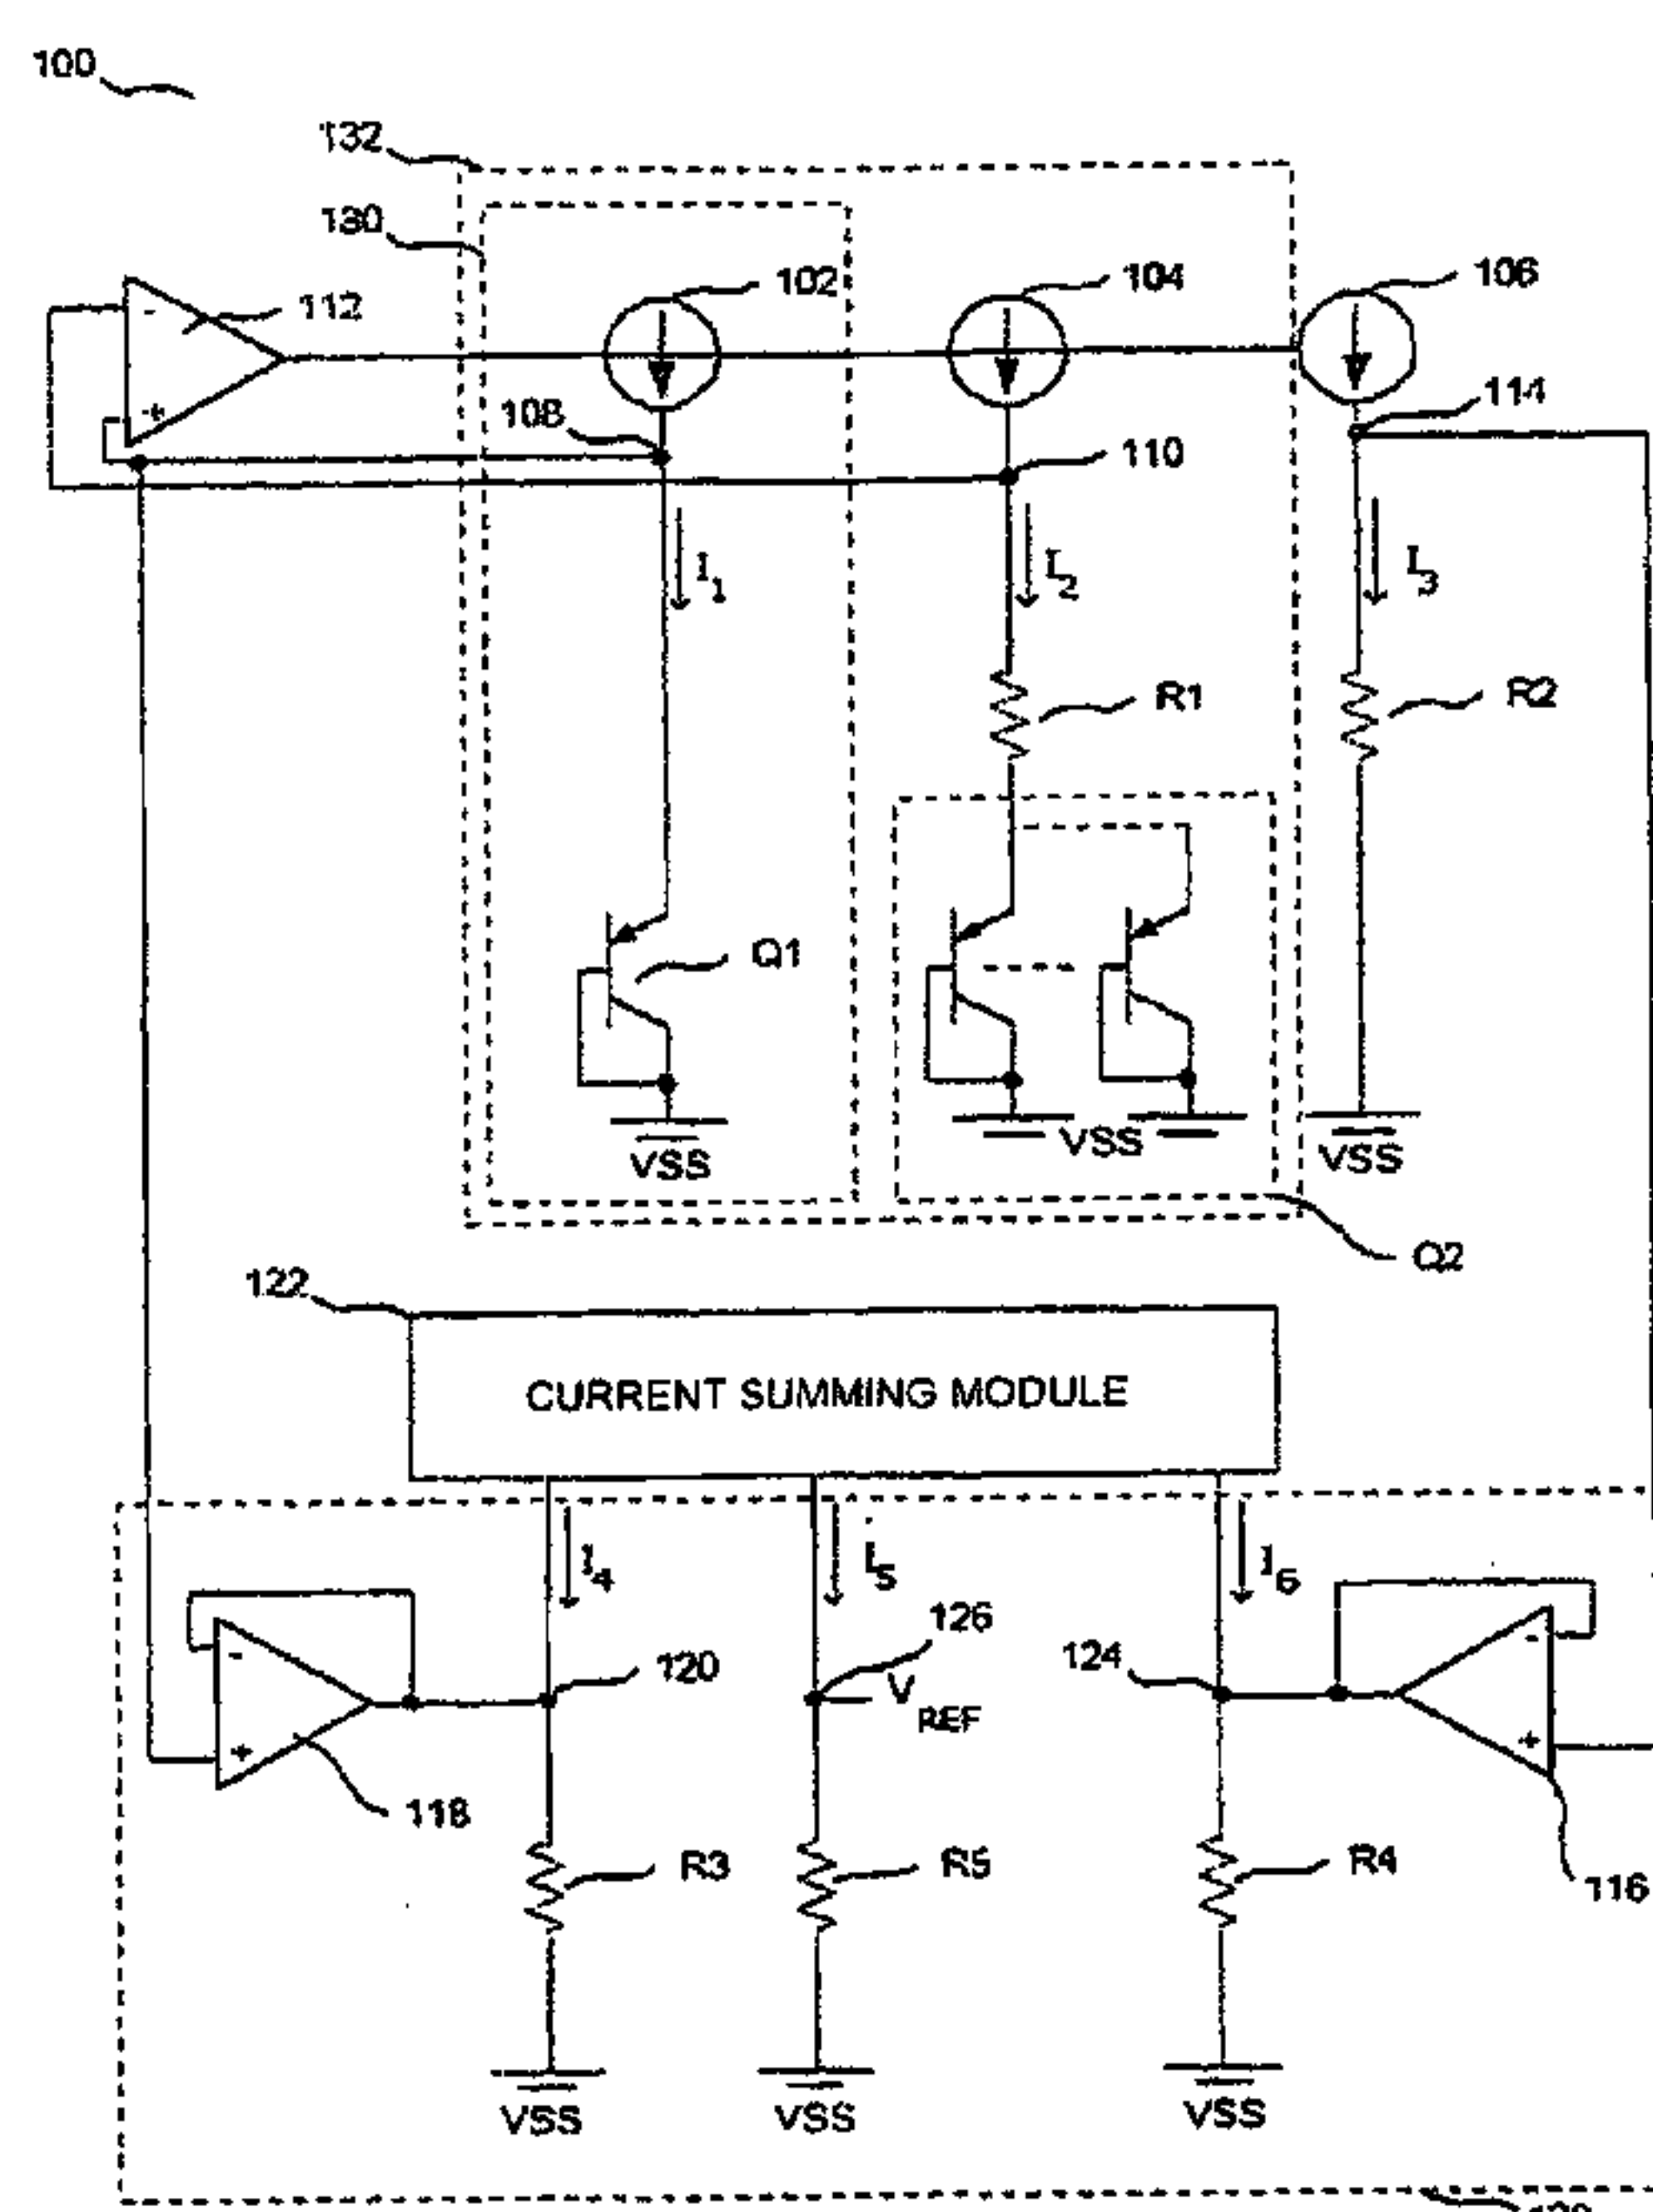 100
132
130
102
104
106
-
112
+
108
114
110
I1
I2
I3
R1
R2
Q1
VSS
VSS
VSS
Q2
122
CURRENT SUMMING MODULE
I4
I5
I6
126
-
120
VREF
124
-
+
+
118
R3
R5
R4
116
VSS
VSS
VSS